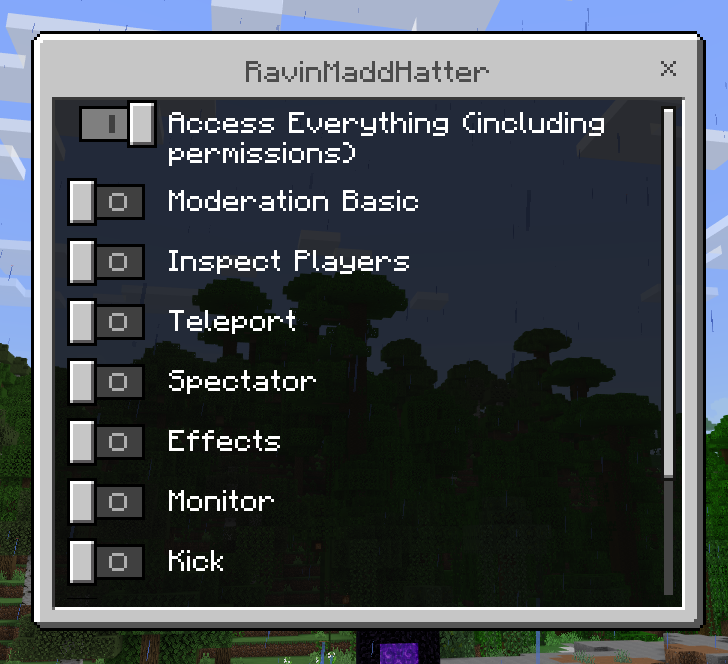 RavinMaddHatter
Access Everything (including
permissions)
Moderation Basic
Inspect Players
Teleport
Spectator
Effects
Monitor
Kick